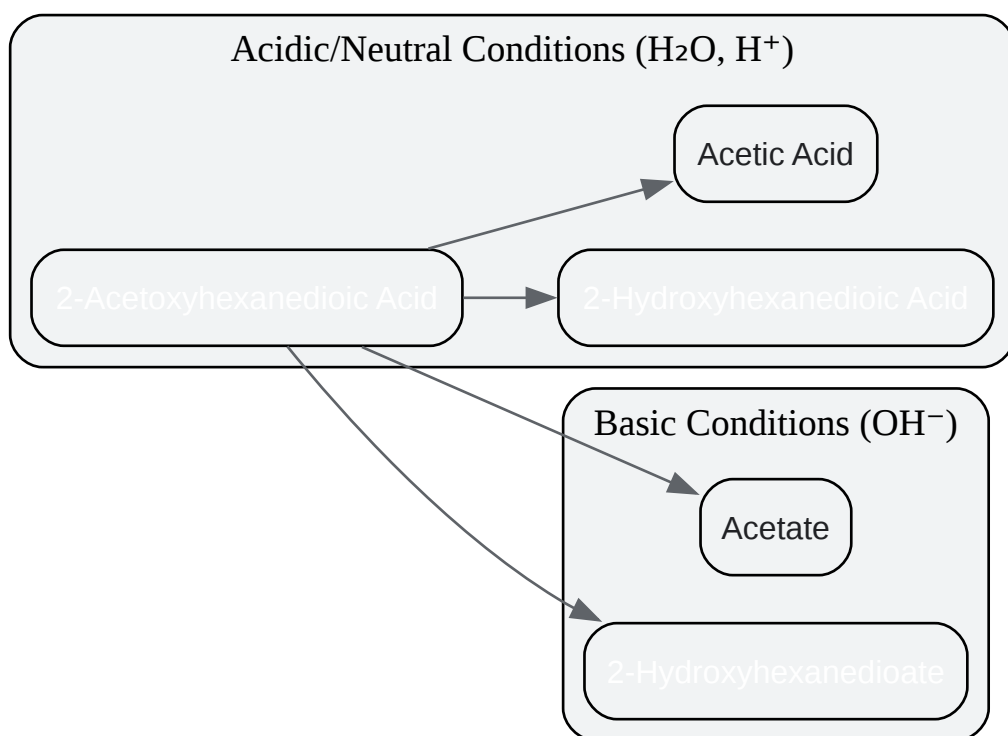 Acidic/Neutral Conditions (H₂O, H⁺)
Acetic Acid
2-Acetoxyhexanedioic Acid
2-Hydroxyhexanedioic Acid
Basic Conditions (OH⁻)
Acetate
2-Hydroxyhexanedioate